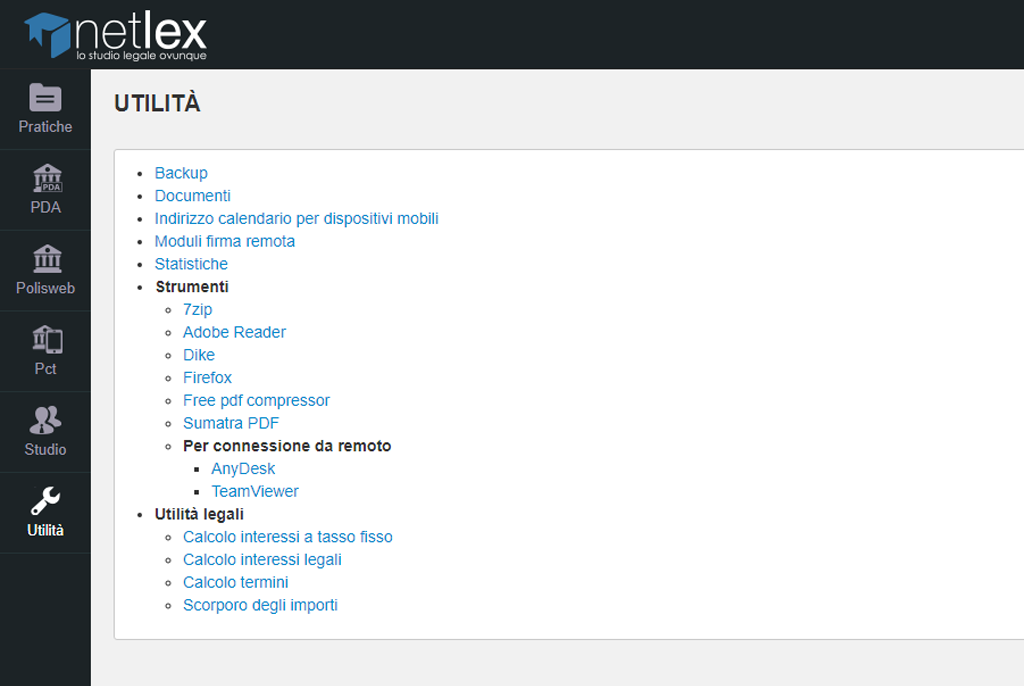 netlex
lo studio legale ovunque
Pratiche
PDA
PDA
Polisweb
Pct
Studio
Utilità
UTILITÀ
Backup
Documenti
Indirizzo calendario per dispositivi mobili
Moduli firma remota
Statistiche
Strumenti
7zip
Adobe Reader
Dike
Firefox
Free pdf compressor
Sumatra PDF
Per connessione da remoto
AnyDesk
TeamViewer
Utilità legali
Calcolo interessi a tasso fisso
Calcolo interessi legali
Calcolo termini
Scorporo degli importi